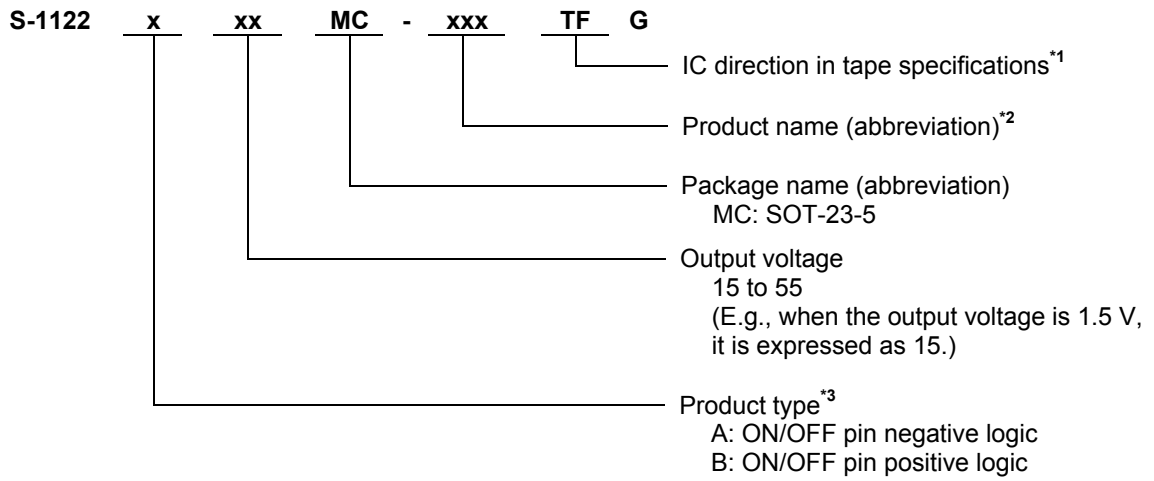 S-1122 x xx MC - xxx TF G
IC direction in tape specifications*1
Product name (abbreviation)*2
Package name (abbreviation)
MC: SOT-23-5
Output voltage
15 to 55
(E.g., when the output voltage is 1.5 V,
it is expressed as 15.)
Product type*3
A: ON/OFF pin negative logic
B: ON/OFF pin positive logic